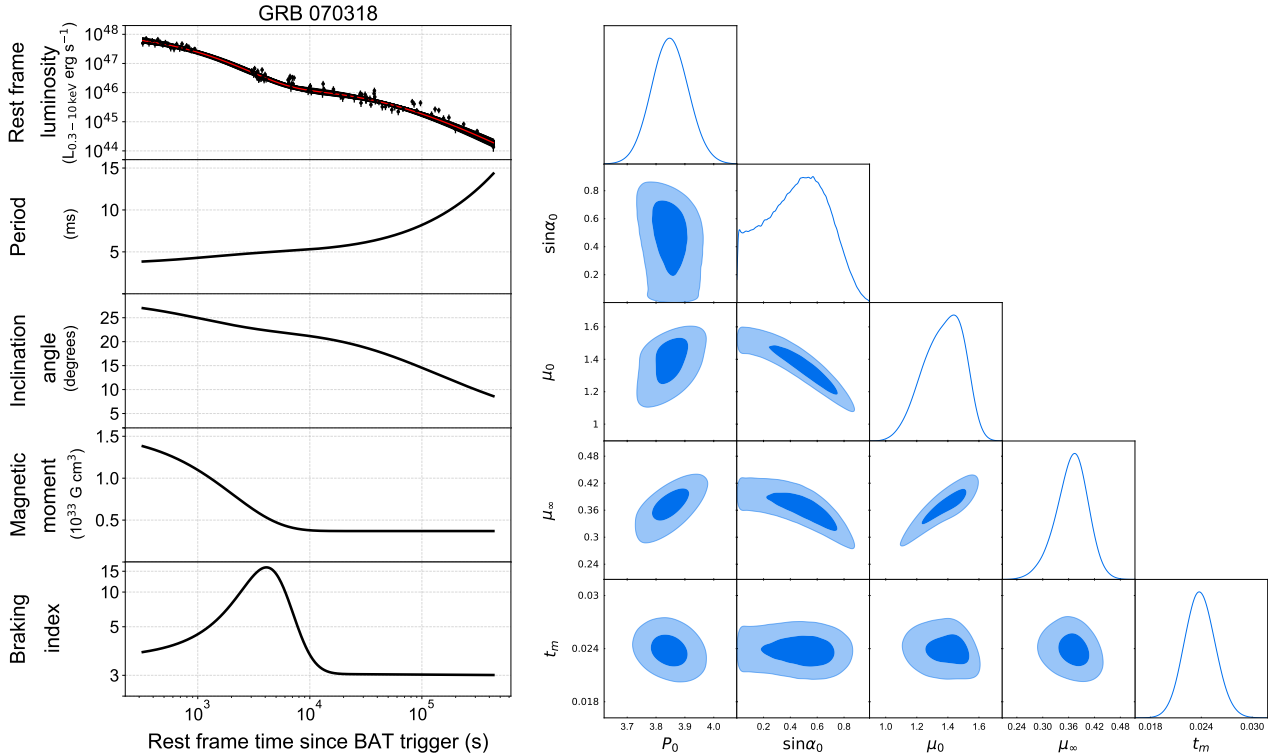 GRB 070318
Rest frame
luminosity
(L0.3−10 keV erg s−1)
10^48
10^47
10^46
10^45
10^44
Period
(ms)
15
10
5
Inclination
angle
(degrees)
25
20
15
10
5
Magnetic
moment
(10^33 G cm^3)
1.5
1.0
0.5
Braking
index
15
10
5
3
10^3 10^4 10^5
Rest frame time since BAT trigger (s)
sinα0
0.8
0.6
0.4
0.2
μ0
1.6
1.4
1.2
1
μ∞
0.48
0.42
0.36
0.3
0.24
tm
0.03
0.024
0.018
3.7 3.8 3.9 4.0
0.2 0.4 0.6 0.8
1.0 1.2 1.4 1.6
0.24 0.30 0.36 0.42 0.48
0.018 0.024 0.030
P0 sinα0 μ0 μ∞ tm